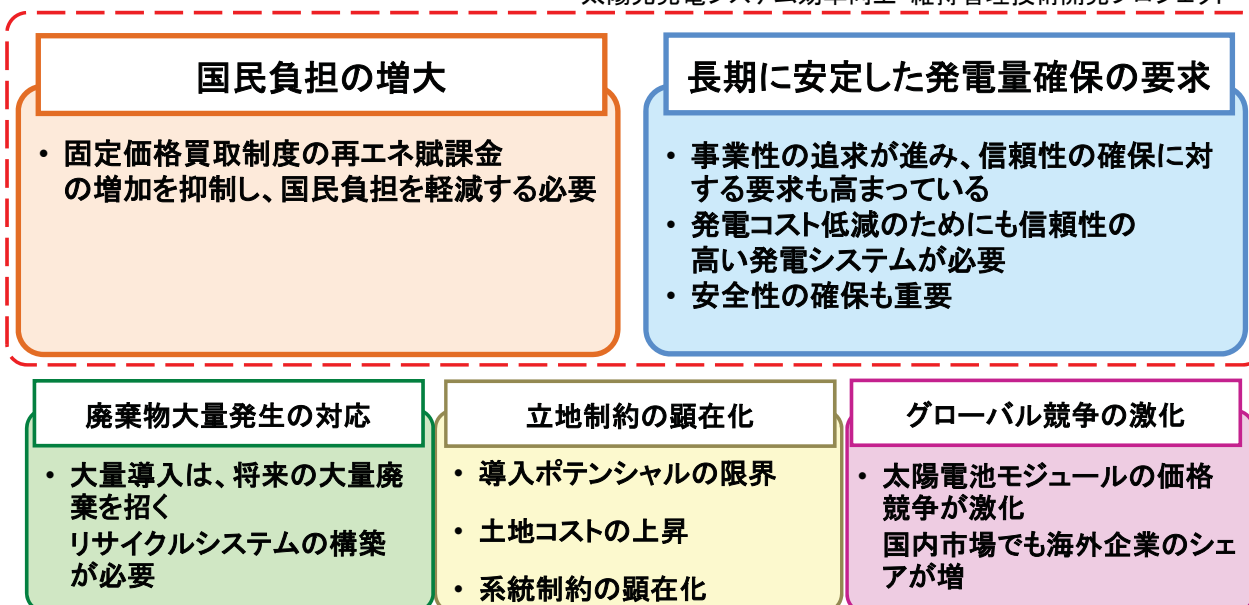 国民負担の増大
• 固定価格買取制度の再エネ賦課金
の増加を抑制し、国民負担を軽減する必要
長期に安定した発電量確保の要求
• 事業性の追求が進み、信頼性の確保に対
する要求も高まっている
• 発電コスト低減のためにも信頼性の
高い発電システムが必要
• 安全性の確保も重要
廃棄物大量発生の対応
• 大量導入は、将来の大量廃
棄を招く
リサイクルシステムの構築
が必要
立地制約の顕在化
• 導入ポテンシャルの限界
• 土地コストの上昇
• 系統制約の顕在化
グローバル競争の激化
• 太陽電池モジュールの価格
競争が激化
国内市場でも海外企業のシェ
アが増